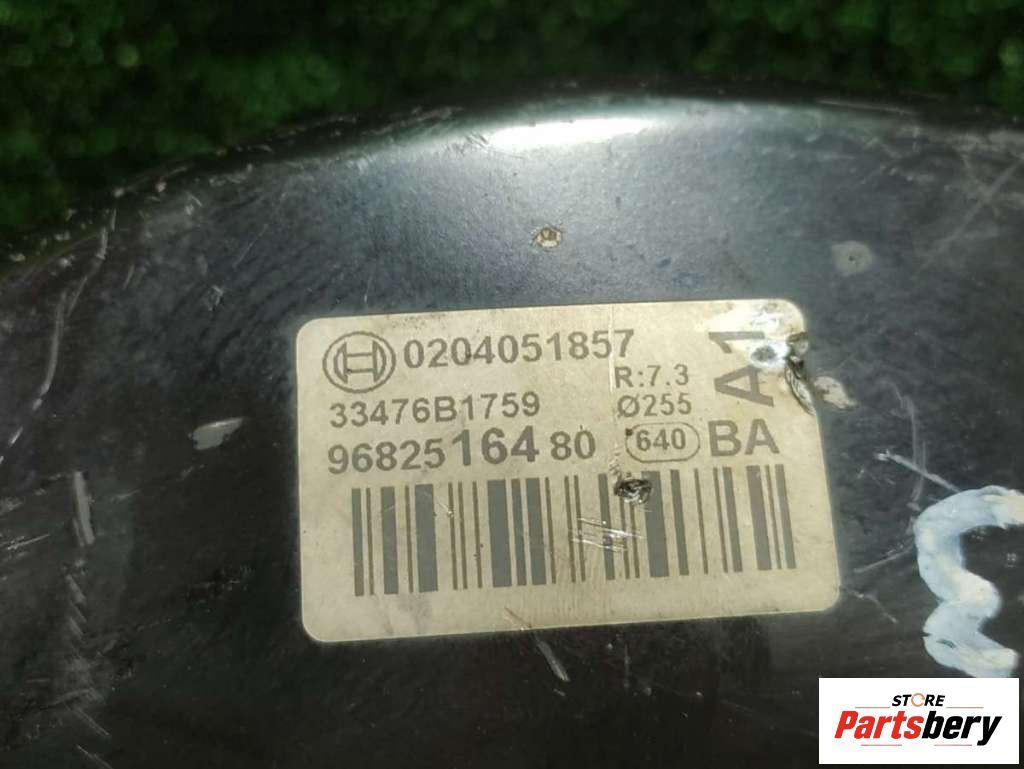 0204051857
R:7.3
A1
33476B1759
Ø255
9682516480
640
BA
STORE
Partsbery